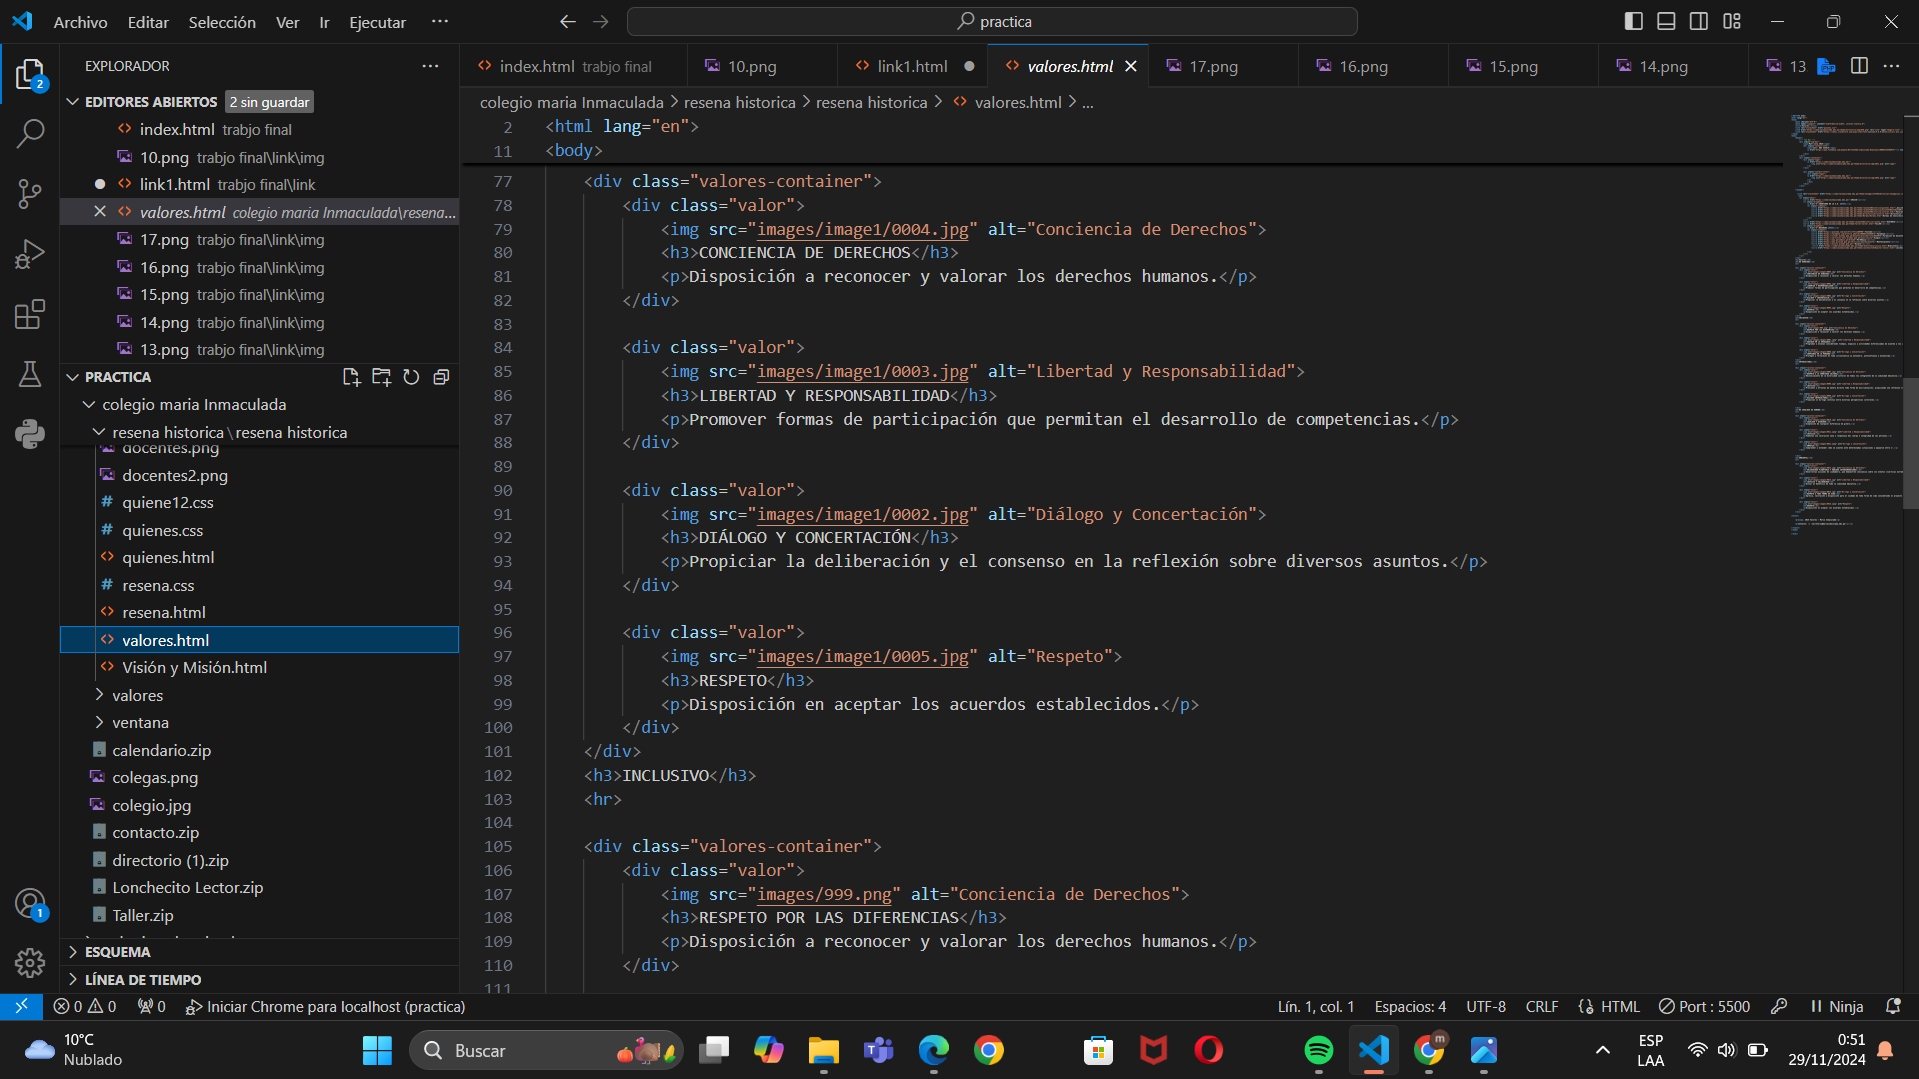 Archivo Editar Selección Ver Ir Ejecutar ··· practica
EXPLORADOR ···
EDITORES ABIERTOS 2 sin guardar
index.html trabjo final
10.png trabjo final\link\img
link1.html trabjo final\link
valores.html colegio maria Inmaculada\resena...
17.png trabjo final\link\img
16.png trabjo final\link\img
15.png trabjo final\link\img
14.png trabjo final\link\img
13.png trabjo final\link\img
PRACTICA
colegio maria Inmaculada
resena historica\resena historica
docentes.png
docentes2.png
quiene12.css
quienes.css
quienes.html
resena.css
resena.html
valores.html
Visión y Misión.html
valores
ventana
calendario.zip
colegas.png
colegio.jpg
contacto.zip
directorio (1).zip
Lonchecito Lector.zip
Taller.zip
ESQUEMA
LÍNEA DE TIEMPO
2
1
index.html trabjo final 10.png link1.html valores.html 17.png 16.png 15.png 14.png 13 ···
colegio maria Inmaculada > resena historica > resena historica > valores.html > ...
2 <html lang="en">
11 <body>
77 <div class="valores-container">
78 <div class="valor">
79 <img src="images/image1/0004.jpg" alt="Conciencia de Derechos">
80 <h3>CONCIENCIA DE DERECHOS</h3>
81 <p>Disposición a reconocer y valorar los derechos humanos.</p>
82 </div>
83
84 <div class="valor">
85 <img src="images/image1/0003.jpg" alt="Libertad y Responsabilidad">
86 <h3>LIBERTAD Y RESPONSABILIDAD</h3>
87 <p>Promover formas de participación que permitan el desarrollo de competencias.</p>
88 </div>
89
90 <div class="valor">
91 <img src="images/image1/0002.jpg" alt="Diálogo y Concertación">
92 <h3>DIÁLOGO Y CONCERTACIÓN</h3>
93 <p>Propiciar la deliberación y el consenso en la reflexión sobre diversos asuntos.</p>
94 </div>
95
96 <div class="valor">
97 <img src="images/image1/0005.jpg" alt="Respeto">
98 <h3>RESPETO</h3>
99 <p>Disposición en aceptar los acuerdos establecidos.</p>
100 </div>
101 </div>
102 <h3>INCLUSIVO</h3>
103 <hr>
104
105 <div class="valores-container">
106 <div class="valor">
107 <img src="images/999.png" alt="Conciencia de Derechos">
108 <h3>RESPETO POR LAS DIFERENCIAS</h3>
109 <p>Disposición a reconocer y valorar los derechos humanos.</p>
110 </div>
111
0 0 0 Iniciar Chrome para localhost (practica) Lín. 1, col. 1 Espacios: 4 UTF-8 CRLF HTML Port : 5500 Ninja
10°C
Nublado
Buscar
ESP
LAA
0:51
29/11/2024